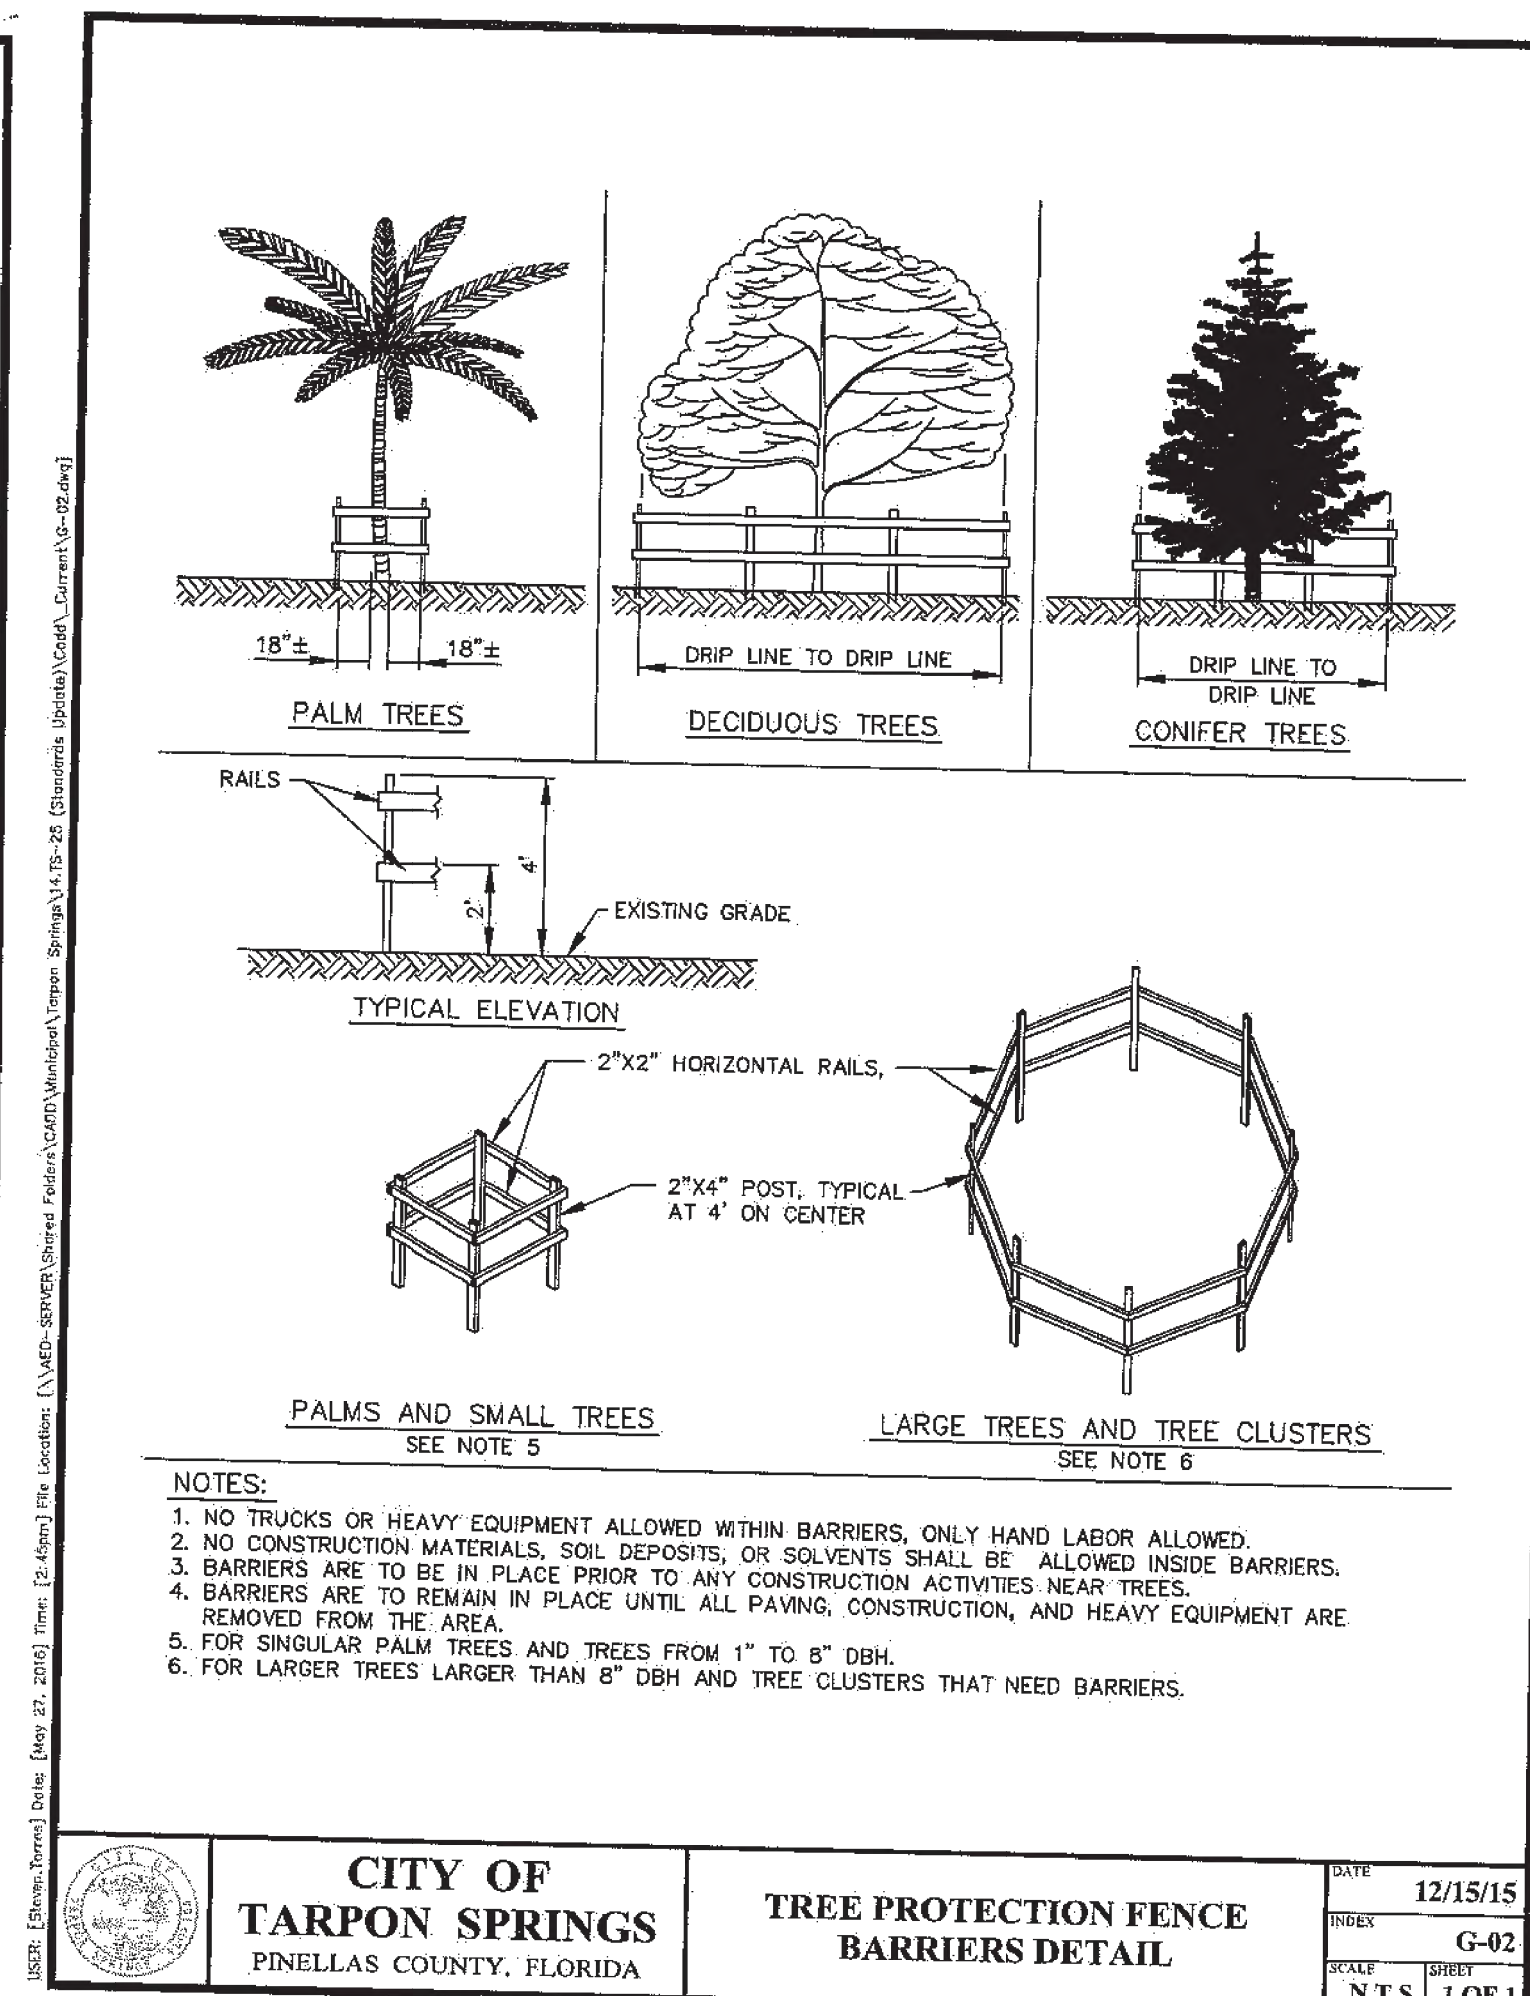 18"±
18"±
PALM TREES
DRIP LINE TO DRIP LINE
DECIDUOUS TREES
DRIP LINE TO
DRIP LINE
CONIFER TREES
RAILS
4'
2'
EXISTING GRADE
TYPICAL ELEVATION
2"X2" HORIZONTAL RAILS,
2"X4" POST, TYPICAL
AT 4' ON CENTER
PALMS AND SMALL TREES
SEE NOTE 5
LARGE TREES AND TREE CLUSTERS
SEE NOTE 6
NOTES:
1. NO TRUCKS OR HEAVY EQUIPMENT ALLOWED WITHIN BARRIERS, ONLY HAND LABOR ALLOWED.
2. NO CONSTRUCTION MATERIALS, SOIL DEPOSITS, OR SOLVENTS SHALL BE ALLOWED INSIDE BARRIERS.
3. BARRIERS ARE TO BE IN PLACE PRIOR TO ANY CONSTRUCTION ACTIVITIES NEAR TREES.
4. BARRIERS ARE TO REMAIN IN PLACE UNTIL ALL PAVING, CONSTRUCTION, AND HEAVY EQUIPMENT ARE
REMOVED FROM THE AREA.
5. FOR SINGULAR PALM TREES AND TREES FROM 1" TO 8" DBH.
6. FOR LARGER TREES LARGER THAN 8" DBH AND TREE CLUSTERS THAT NEED BARRIERS.
USER: [Steven.Torres] Date: [May 27, 2016] Time: [2:45pm] File Location: [\\AED-SERVER\Shared Folders\CADD\Municipal\Tarpon Springs\14.TS-25 (Standards Update)\Cadd\_Current\G-02.dwg]
CITY OF
TARPON SPRINGS
PINELLAS COUNTY, FLORIDA
TREE PROTECTION FENCE
BARRIERS DETAIL
DATE
12/15/15
INDEX
G-02
SCALE
N.T.S
SHEET
1 OF 1